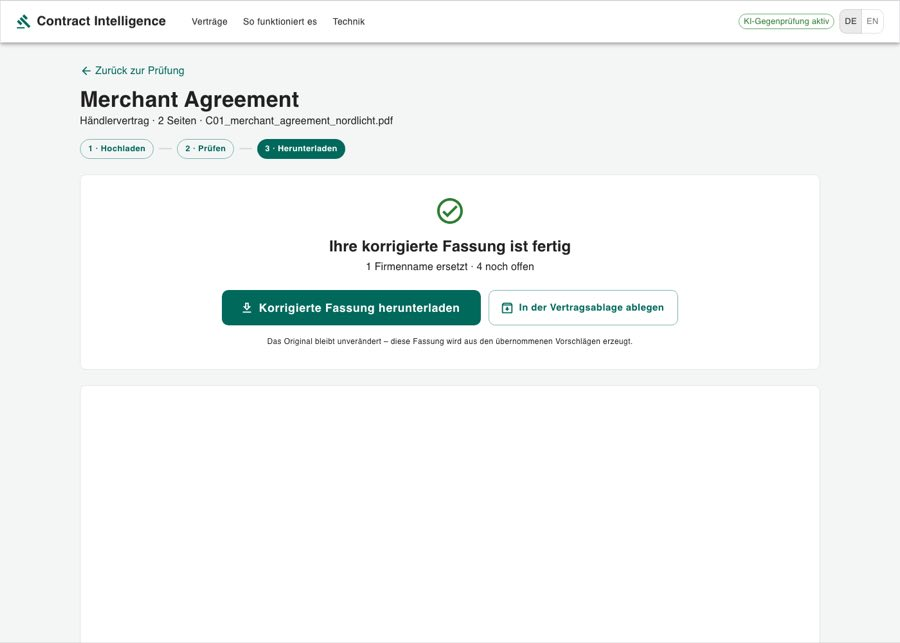 Contract Intelligence Verträge So funktioniert es Technik KI-Gegenprüfung aktiv DE EN
Zurück zur Prüfung
Merchant Agreement
Händlervertrag · 2 Seiten · C01_merchant_agreement_nordlicht.pdf
1 · Hochladen 2 · Prüfen 3 · Herunterladen
Ihre korrigierte Fassung ist fertig
1 Firmenname ersetzt · 4 noch offen
Korrigierte Fassung herunterladen In der Vertragsablage ablegen
Das Original bleibt unverändert – diese Fassung wird aus den übernommenen Vorschlägen erzeugt.